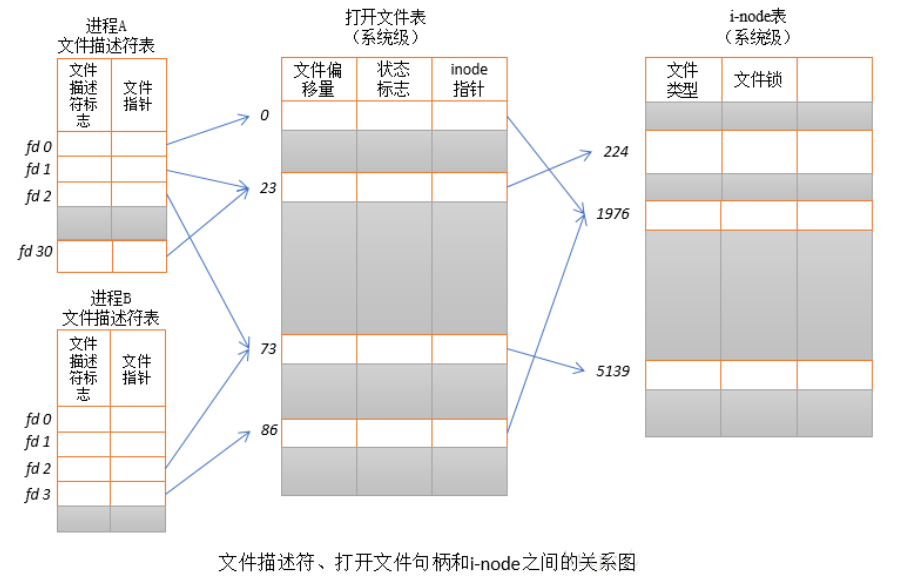 进程A
文件描述符表
文件
描述
符标
志
文件
指针
fd 0
fd 1
fd 2
fd 30
进程B
文件描述符表
文件
描述
符标
志
文件
指针
fd 0
fd 1
fd 2
fd 3
打开文件表
（系统级）
文件偏
移量
状态
标志
inode
指针
0
23
73
86
i-node表
（系统级）
文件
类型
文件锁
224
1976
5139
文件描述符、打开文件句柄和i-node之间的关系图